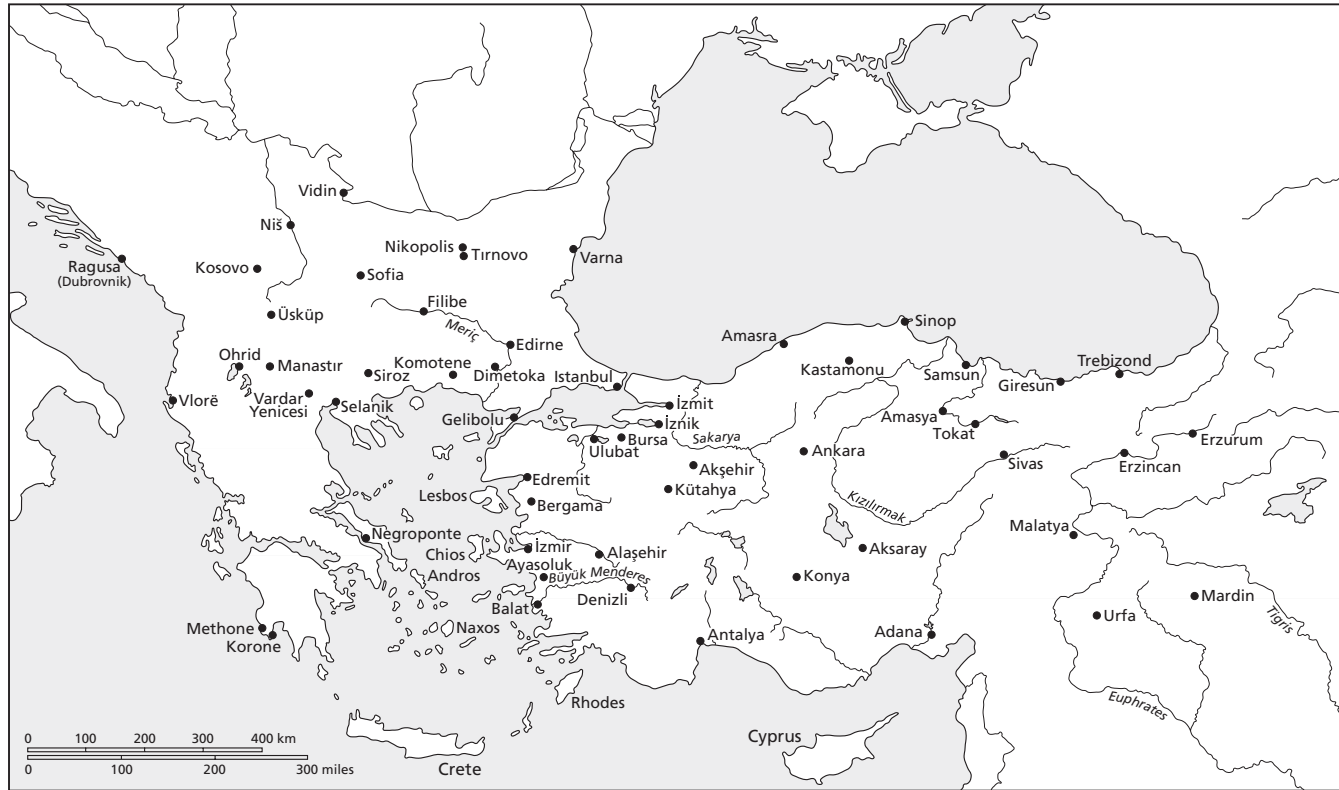 Vidin
Niš
Nikopolis
Tırnovo
Varna
Ragusa
(Dubrovnik)
Kosovo
Sofia
Üsküp
Filibe
Meriç
Edirne
Sinop
Amasra
Ohrid
Manastır
Siroz
Komotene
Dimetoka
Istanbul
Kastamonu
Samsun
Giresun
Trebizond
Vlorë
Vardar
Yenicesi
Selanik
Gelibolu
İzmit
İznik
Amasya
Tokat
Ulubat
Bursa
Sakarya
Ankara
Sivas
Erzincan
Erzurum
Akşehir
Edremit
Kütahya
Lesbos
Bergama
Kızılırmak
Malatya
Negroponte
Chios
İzmir
Alaşehir
Aksaray
Ayasoluk
Andros
Büyük Menderes
Denizli
Konya
Mardin
Balat
Urfa
Tigris
Methone
Korone
Naxos
Antalya
Adana
Rhodes
Euphrates
Cyprus
Crete
0 100 200 300 400 km
0 100 200 300 miles